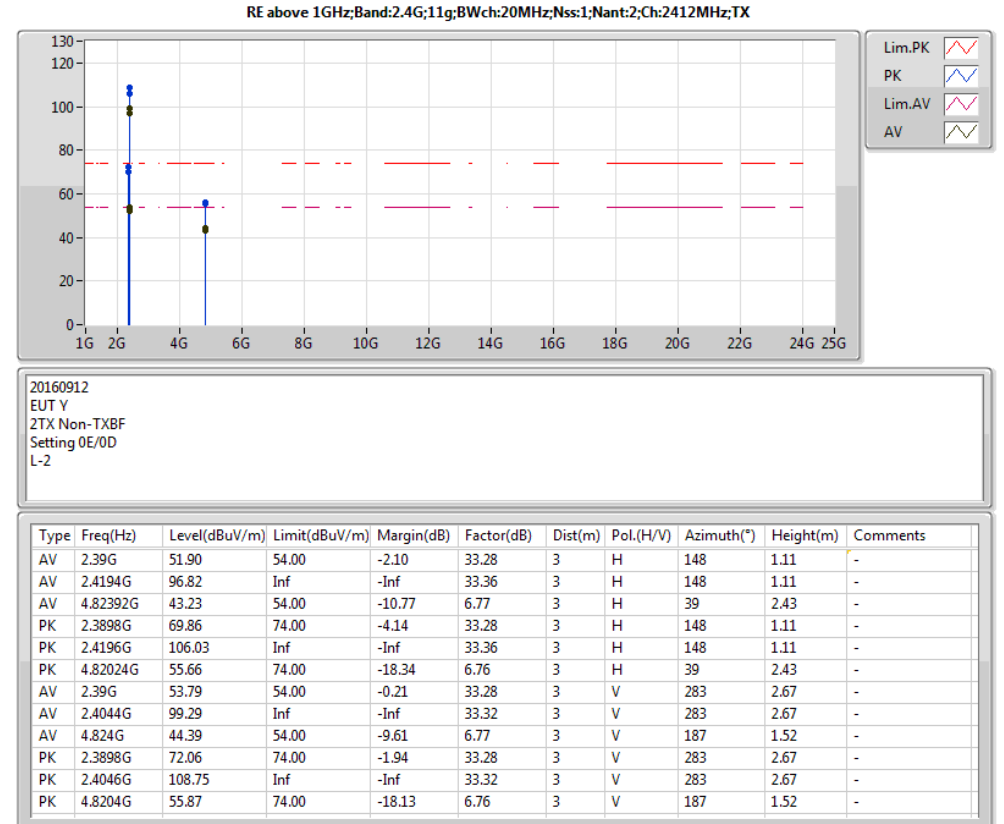 RE above 1GHz;Band:2.4G;11g;BWch:20MHz;Nss:1;Nant:2;Ch:2412MHz;TX
130
120
100
80
60
40
20
0
1G 2G 4G 6G 8G 10G 12G 14G 16G 18G 20G 22G 24G 25G
Lim.PK
PK
Lim.AV
AV
20160912
EUT Y
2TX Non-TXBF
Setting 0E/0D
L-2
Type Freq(Hz) Level(dBuV/m) Limit(dBuV/m) Margin(dB) Factor(dB) Dist(m) Pol.(H/V) Azimuth(°) Height(m) Comments
AV 2.39G 51.90 54.00 -2.10 33.28 3 H 148 1.11 -
AV 2.4194G 96.82 Inf -Inf 33.36 3 H 148 1.11 -
AV 4.82392G 43.23 54.00 -10.77 6.77 3 H 39 2.43 -
PK 2.3898G 69.86 74.00 -4.14 33.28 3 H 148 1.11 -
PK 2.4196G 106.03 Inf -Inf 33.36 3 H 148 1.11 -
PK 4.82024G 55.66 74.00 -18.34 6.76 3 H 39 2.43 -
AV 2.39G 53.79 54.00 -0.21 33.28 3 V 283 2.67 -
AV 2.4044G 99.29 Inf -Inf 33.32 3 V 283 2.67 -
AV 4.824G 44.39 54.00 -9.61 6.77 3 V 187 1.52 -
PK 2.3898G 72.06 74.00 -1.94 33.28 3 V 283 2.67 -
PK 2.4046G 108.75 Inf -Inf 33.32 3 V 283 2.67 -
PK 4.8204G 55.87 74.00 -18.13 6.76 3 V 187 1.52 -